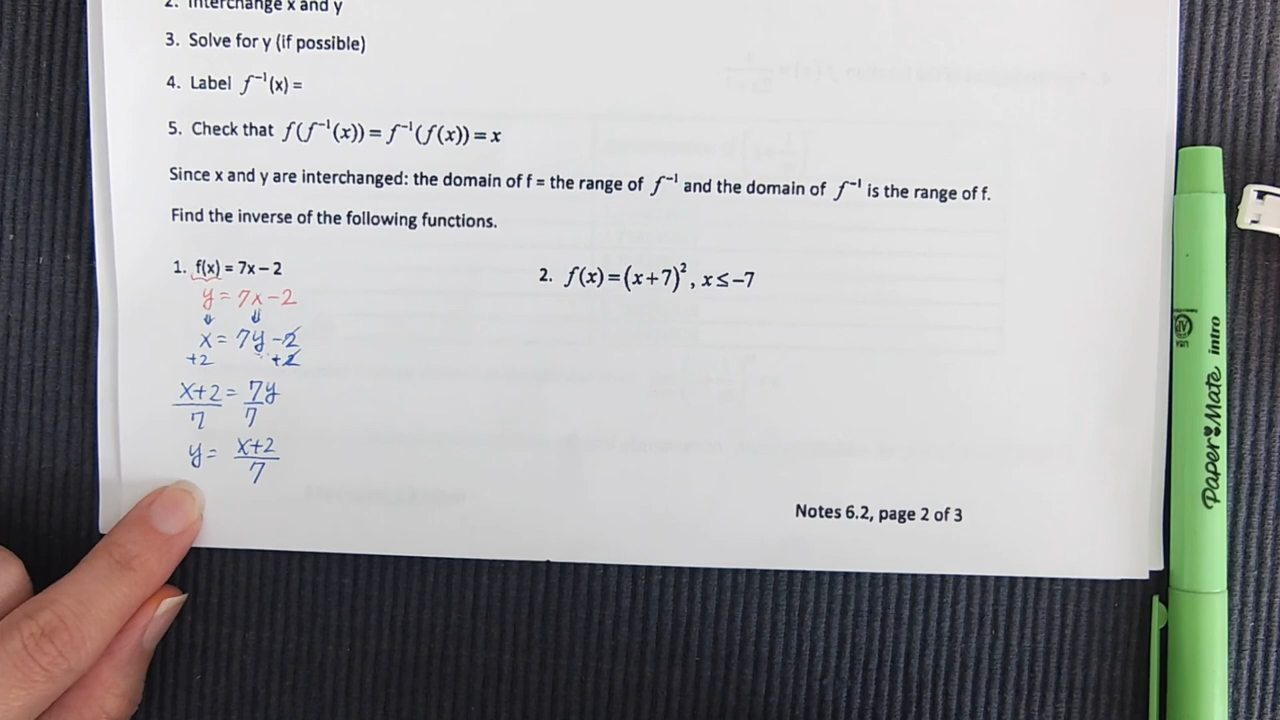 2. Interchange x and y
3. Solve for y (if possible)
4. Label f⁻¹(x) =
5. Check that f(f⁻¹(x)) = f⁻¹(f(x)) = x
Since x and y are interchanged: the domain of f = the range of f⁻¹ and the domain of f⁻¹ is the range of f.
Find the inverse of the following functions.
1. f(x) = 7x – 2
y = 7x - 2
x = 7y - 2
+2 +2
x+2 = 7y
7 7
y = x+2
7
2. f(x) = (x+7)², x ≤ –7
Notes 6.2, page 2 of 3
Paper Mate intro